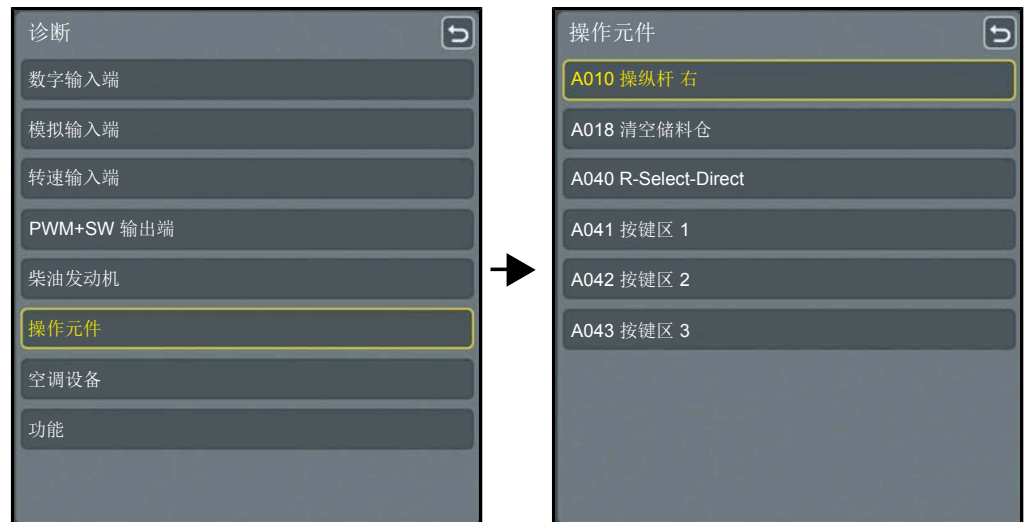 诊断
数字输入端
模拟输入端
转速输入端
PWM+SW 输出端
柴油发动机
操作元件
空调设备
功能
操作元件
A010 操纵杆 右
A018 清空储料仓
A040 R-Select-Direct
A041 按键区 1
A042 按键区 2
A043 按键区 3